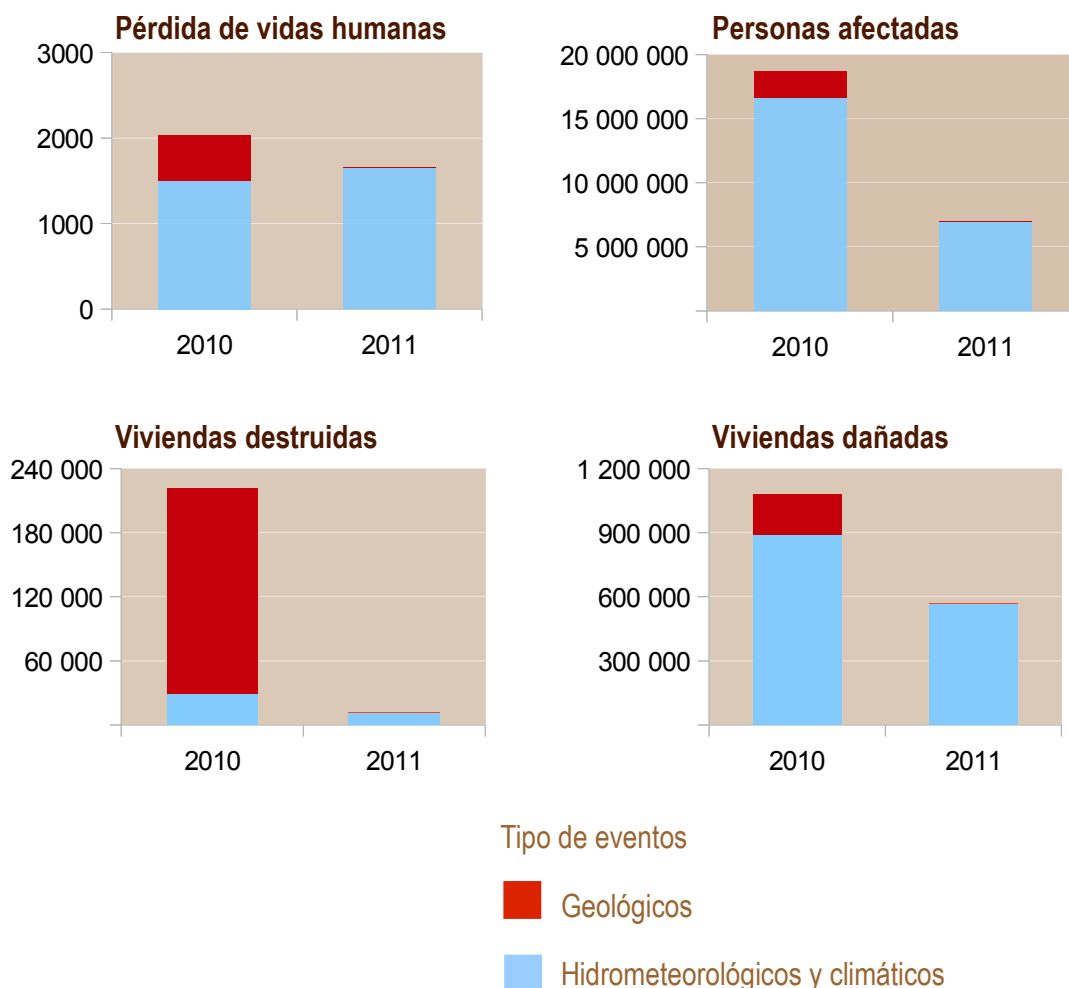 Pérdida de vidas humanas
3000
2000
1000
0
2010 2011
Personas afectadas
20 000 000
15 000 000
10 000 000
5 000 000
2010 2011
Viviendas destruidas
240 000
180 000
120 000
60 000
2010 2011
Viviendas dañadas
1 200 000
900 000
600 000
300 000
2010 2011
Tipo de eventos
Geológicos
Hidrometeorológicos y climáticos